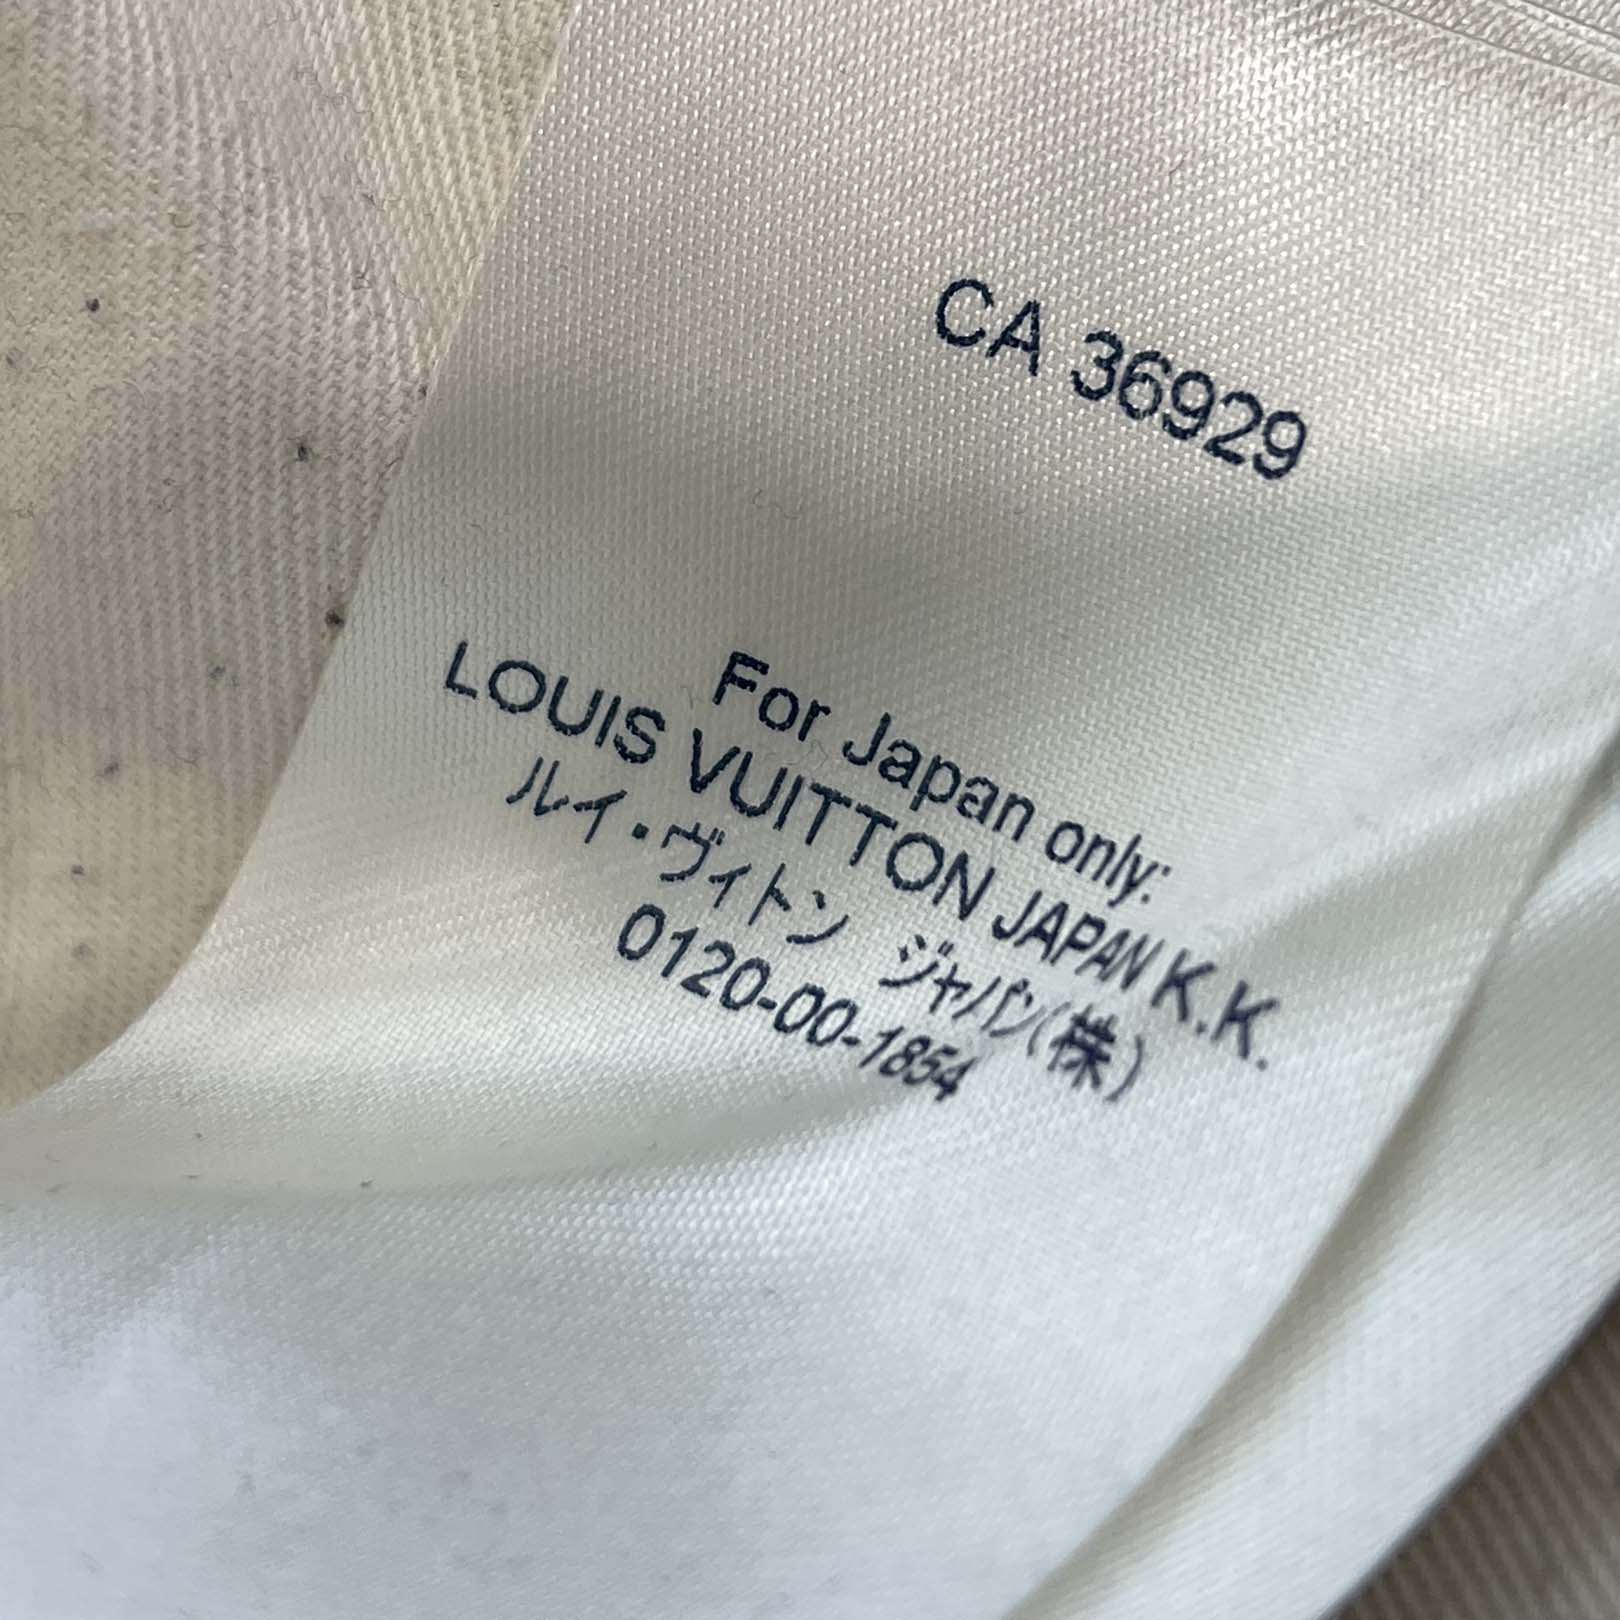 CA 36929
For Japan only:
LOUIS VUITTON JAPAN K.K.
ルイ・ヴィトン ジャパン(株)
0120-00-1854